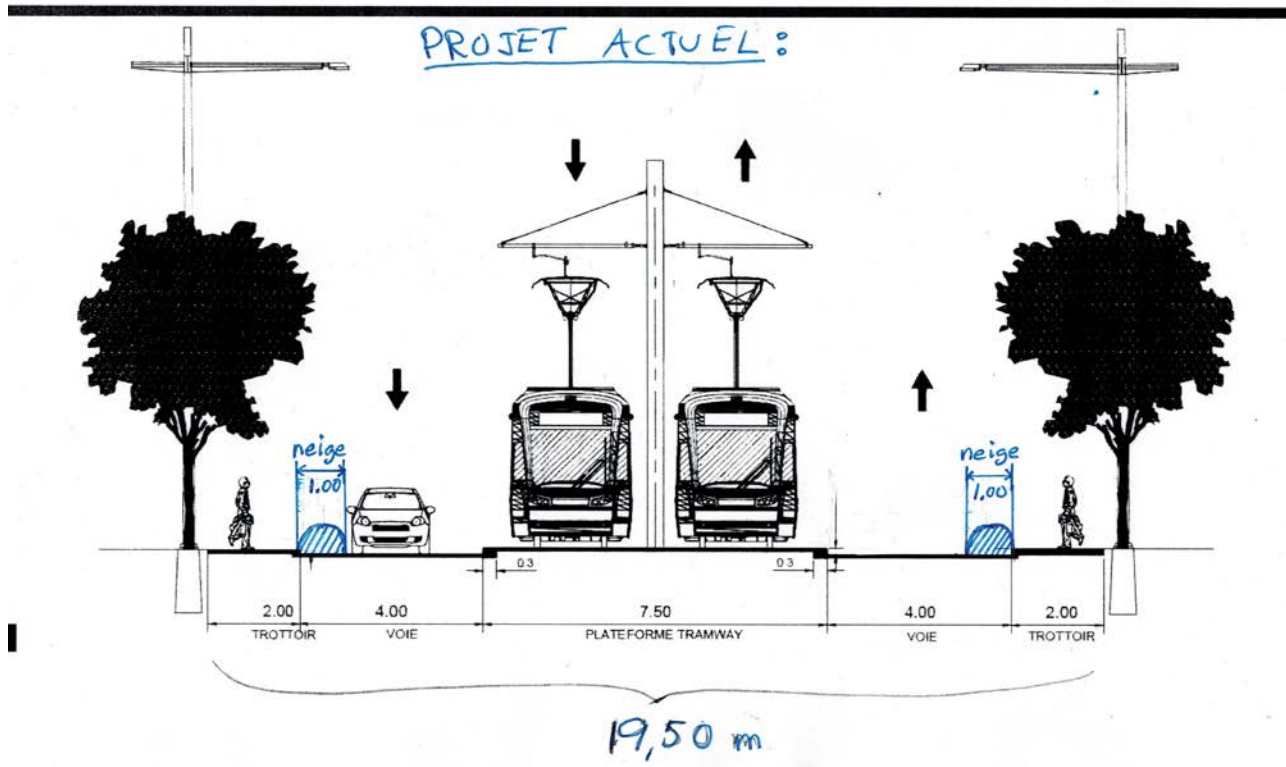 PROJET ACTUEL:
neige
1.00
neige
1.00
0.3
0.3
2.00
4.00
7.50
4.00
2.00
TROTTOIR
VOIE
PLATEFORME TRAMWAY
VOIE
TROTTOIR
19,50 m